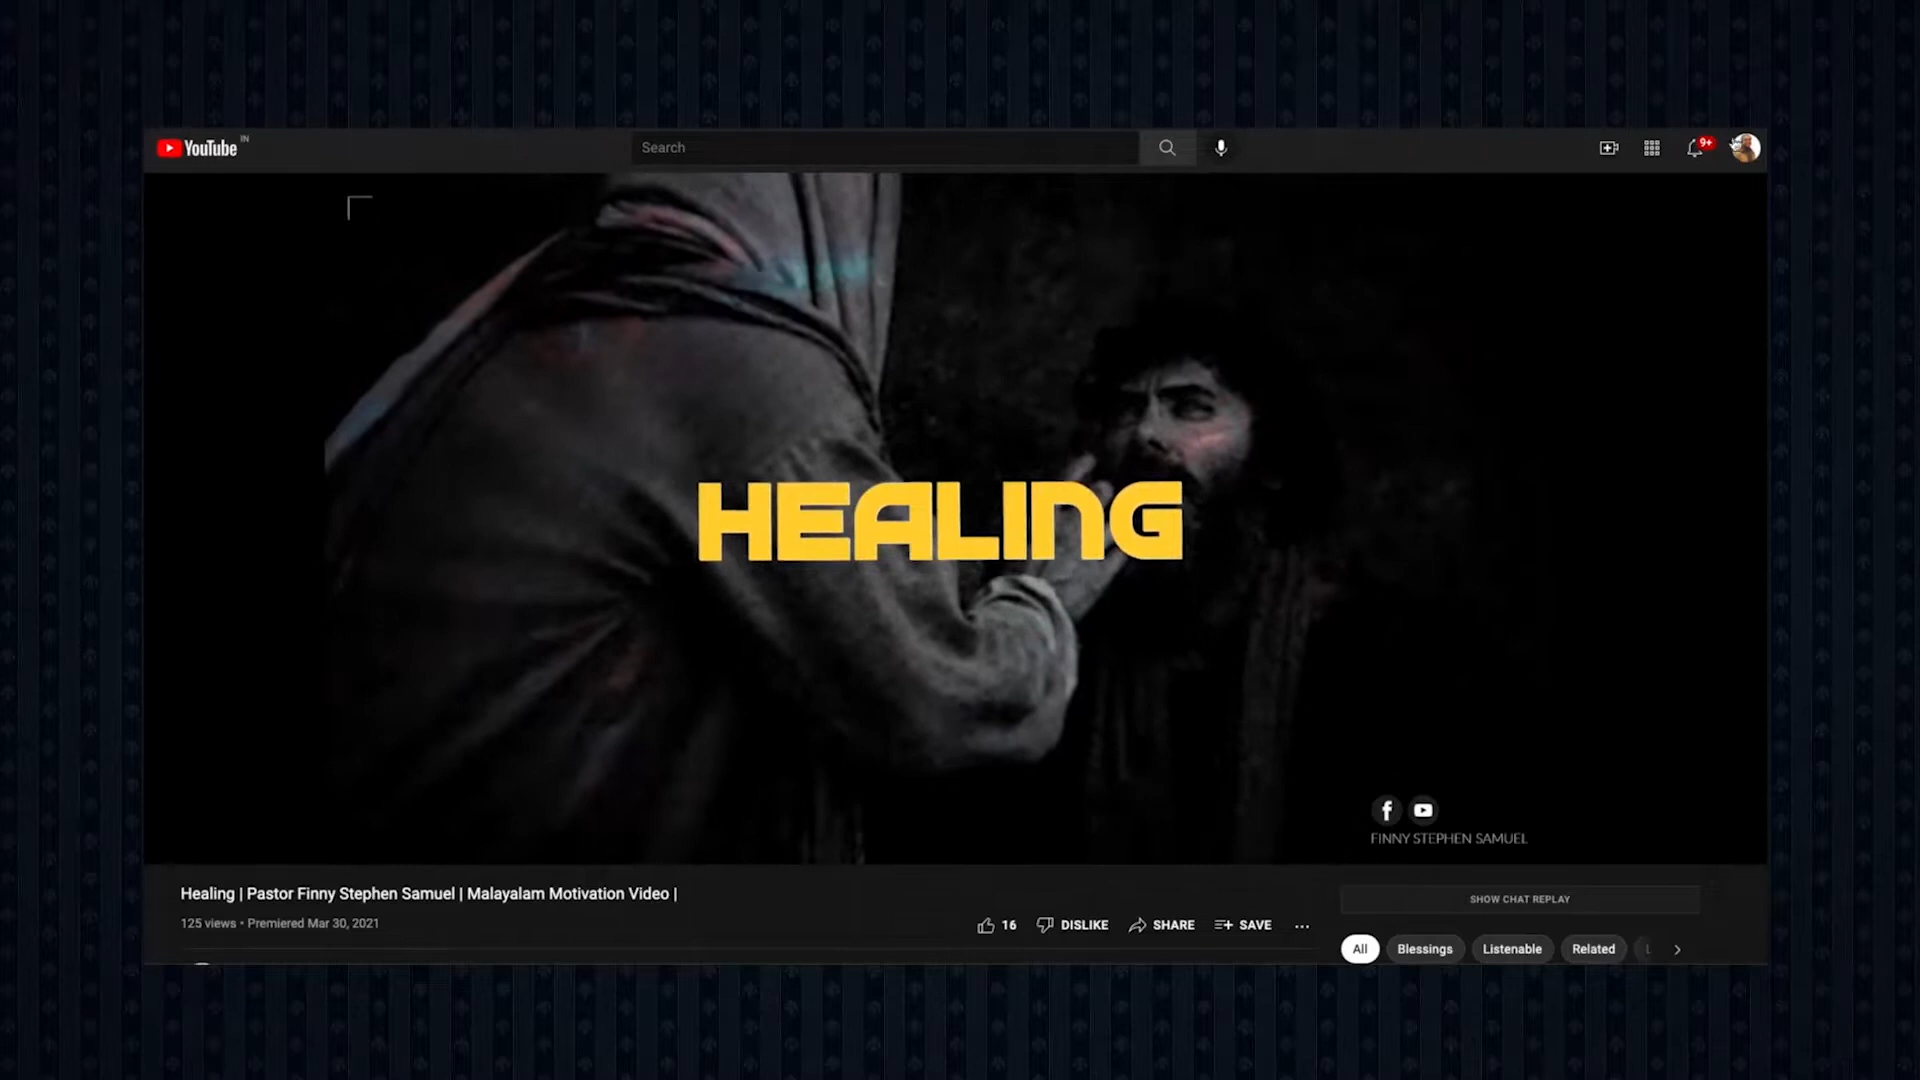 YouTube IN
Search
9+
HEALING
FINNY STEPHEN SAMUEL
Healing | Pastor Finny Stephen Samuel | Malayalam Motivation Video |
125 views • Premiered Mar 30, 2021
16 DISLIKE SHARE SAVE
SHOW CHAT REPLAY
All Blessings Listenable Related